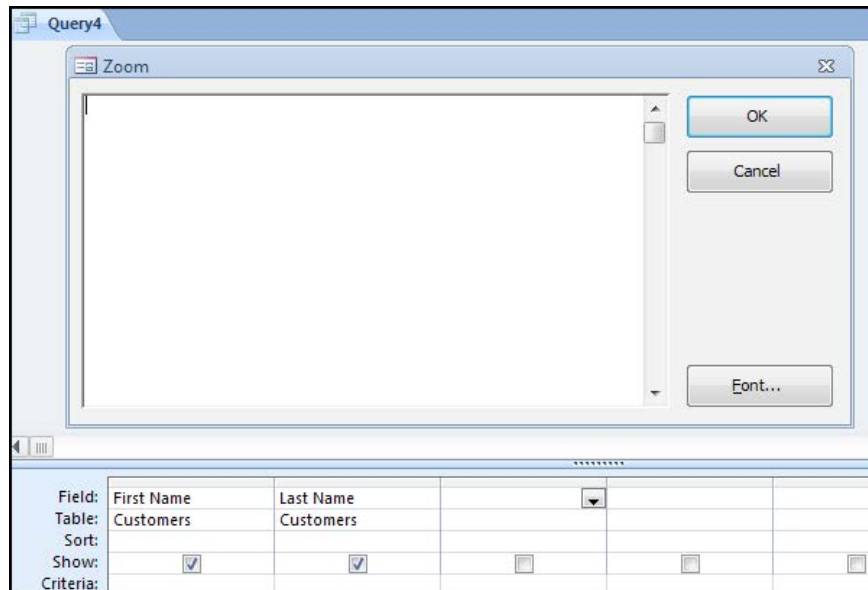 Query4
Zoom
OK
Cancel
Font...
Field: First Name Last Name
Table: Customers Customers
Sort:
Show:
Criteria: